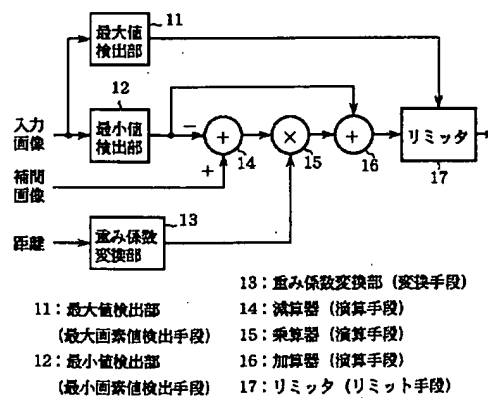 11
最大値
検出部
12
入力
画像
最小値
検出部
−
+
14
×
15
+
16
リミッタ
17
+
補間
画像
13
距離
重み係数
変換部
13：重み係数変換部（変換手段）
11：最大値検出部
（最大画素値検出手段）
14：減算器（演算手段）
15：乗算器（演算手段）
12：最小値検出部
（最小画素値検出手段）
16：加算器（演算手段）
17：リミッタ（リミット手段）